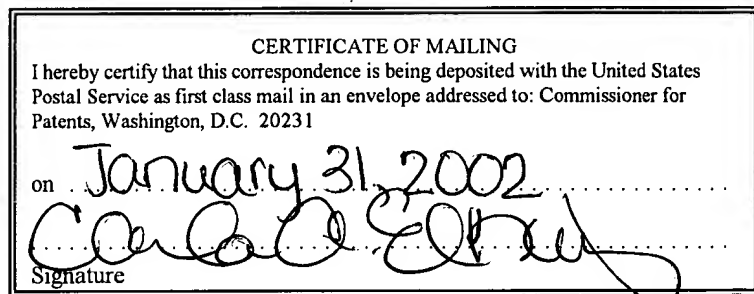 CERTIFICATE OF MAILING
I hereby certify that this correspondence is being deposited with the United States
Postal Service as first class mail in an envelope addressed to: Commissioner for
Patents, Washington, D.C. 20231
on January 31, 2002
Signature